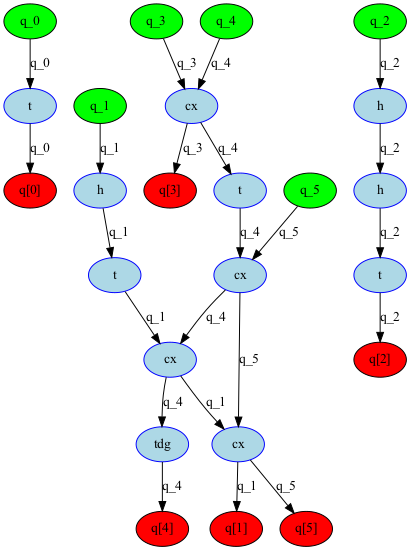 q_0 q_3 q_4 q_2
q_0 q_3 q_4 q_2
t q_1 cx h
q_0 q_1 q_3 q_4 q_2
q[0] h q[3] t q_5 h
q_1 q_4 q_5 q_2
t cx t
q_1 q_4 q_2
cx q_5 q[2]
q_4 q_1
tdg cx
q_4 q_1 q_5
q[4] q[1] q[5]